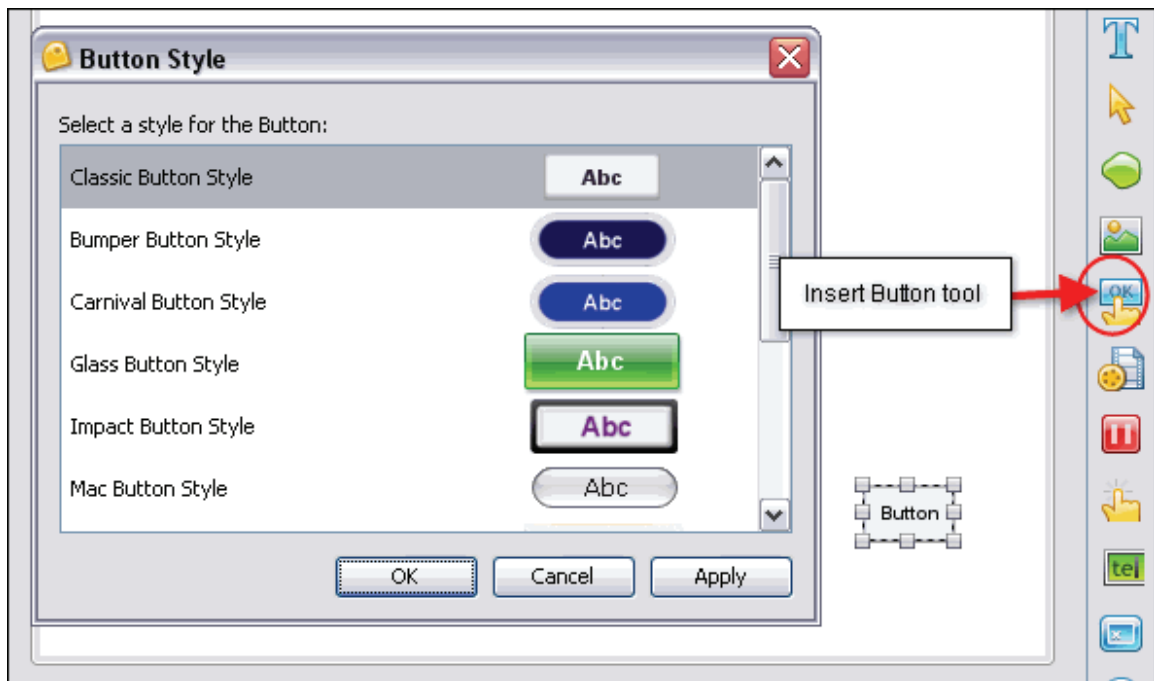 Button Style
Select a style for the Button:
Classic Button Style Abc
Bumper Button Style Abc
Carnival Button Style Abc
Glass Button Style Abc
Impact Button Style Abc
Mac Button Style Abc
OK Cancel Apply
Insert Button tool
Button
T
OK
te